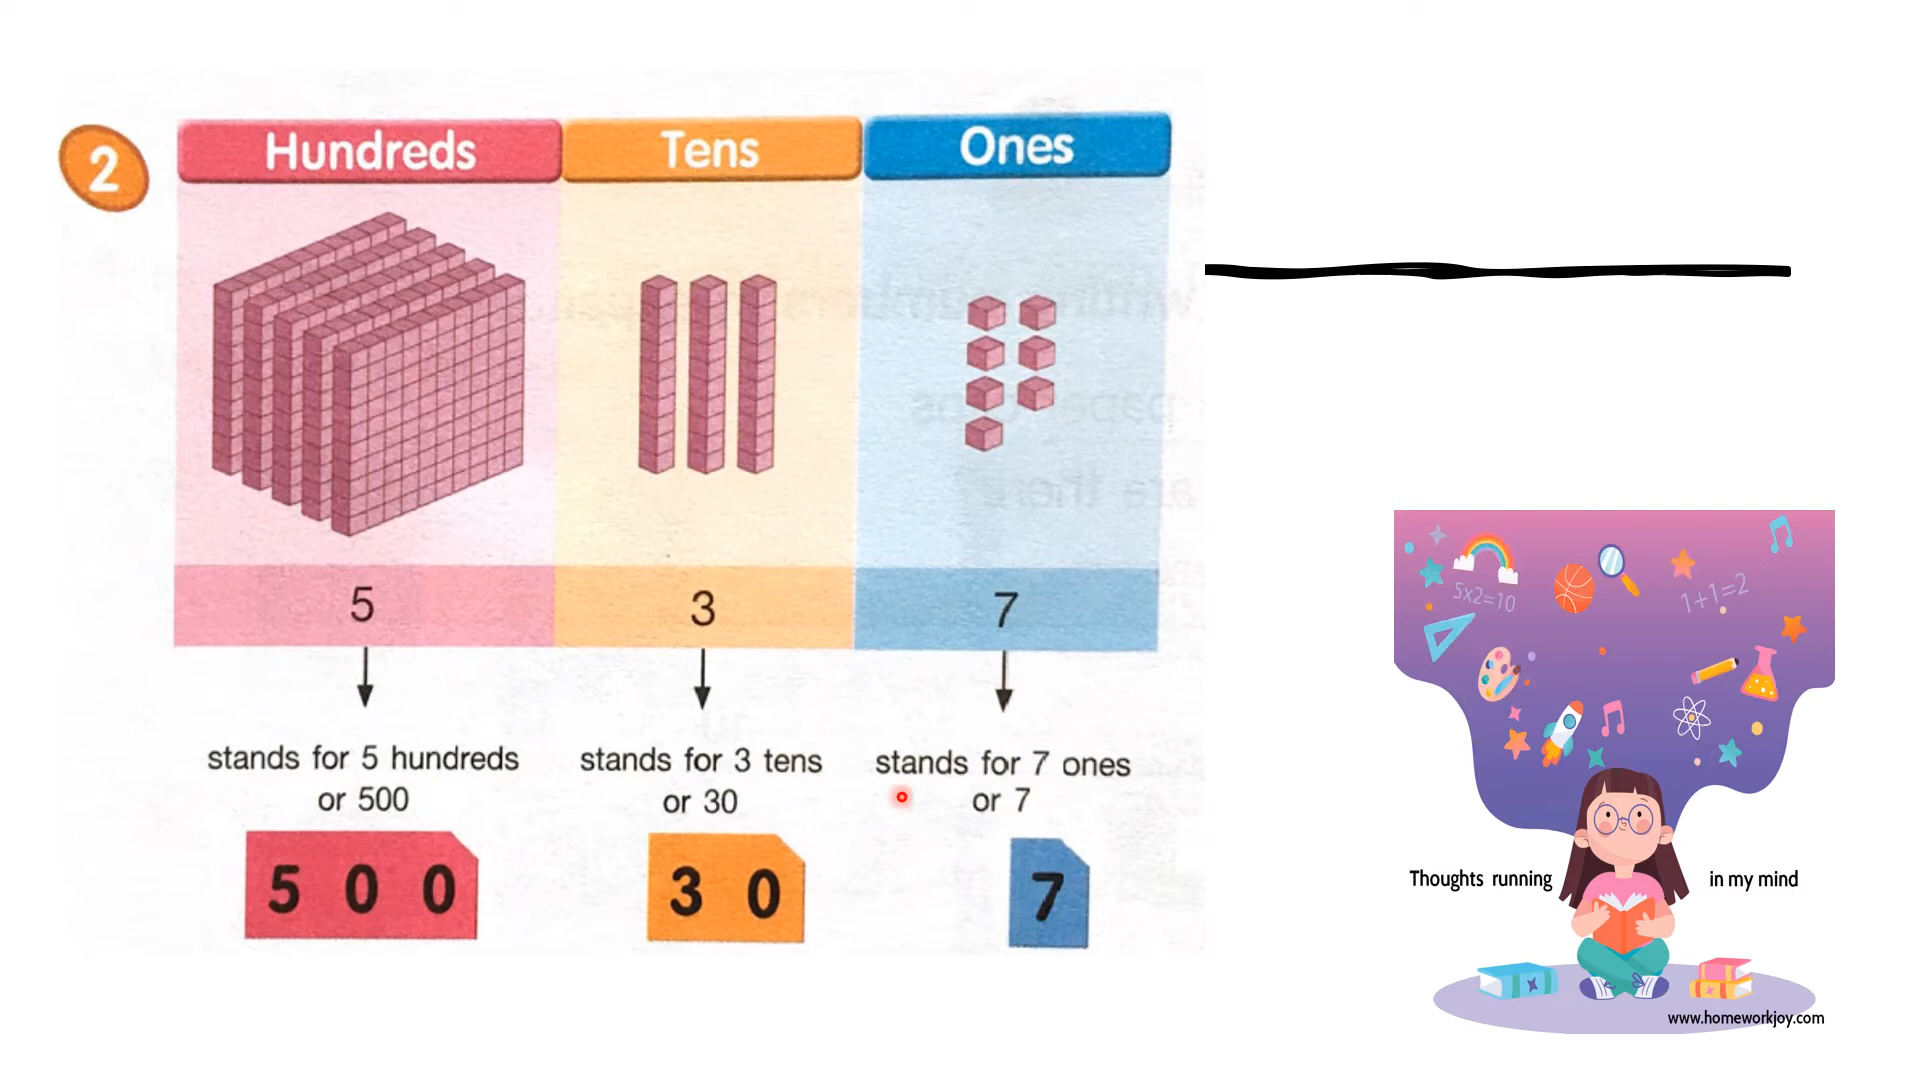 2
Hundreds Tens Ones
5 3 7
stands for 5 hundreds
or 500
stands for 3 tens
or 30
stands for 7 ones
or 7
5 0 0
3 0
7
5x2=10
1+1=2
Thoughts running in my mind
www.homeworkjoy.com